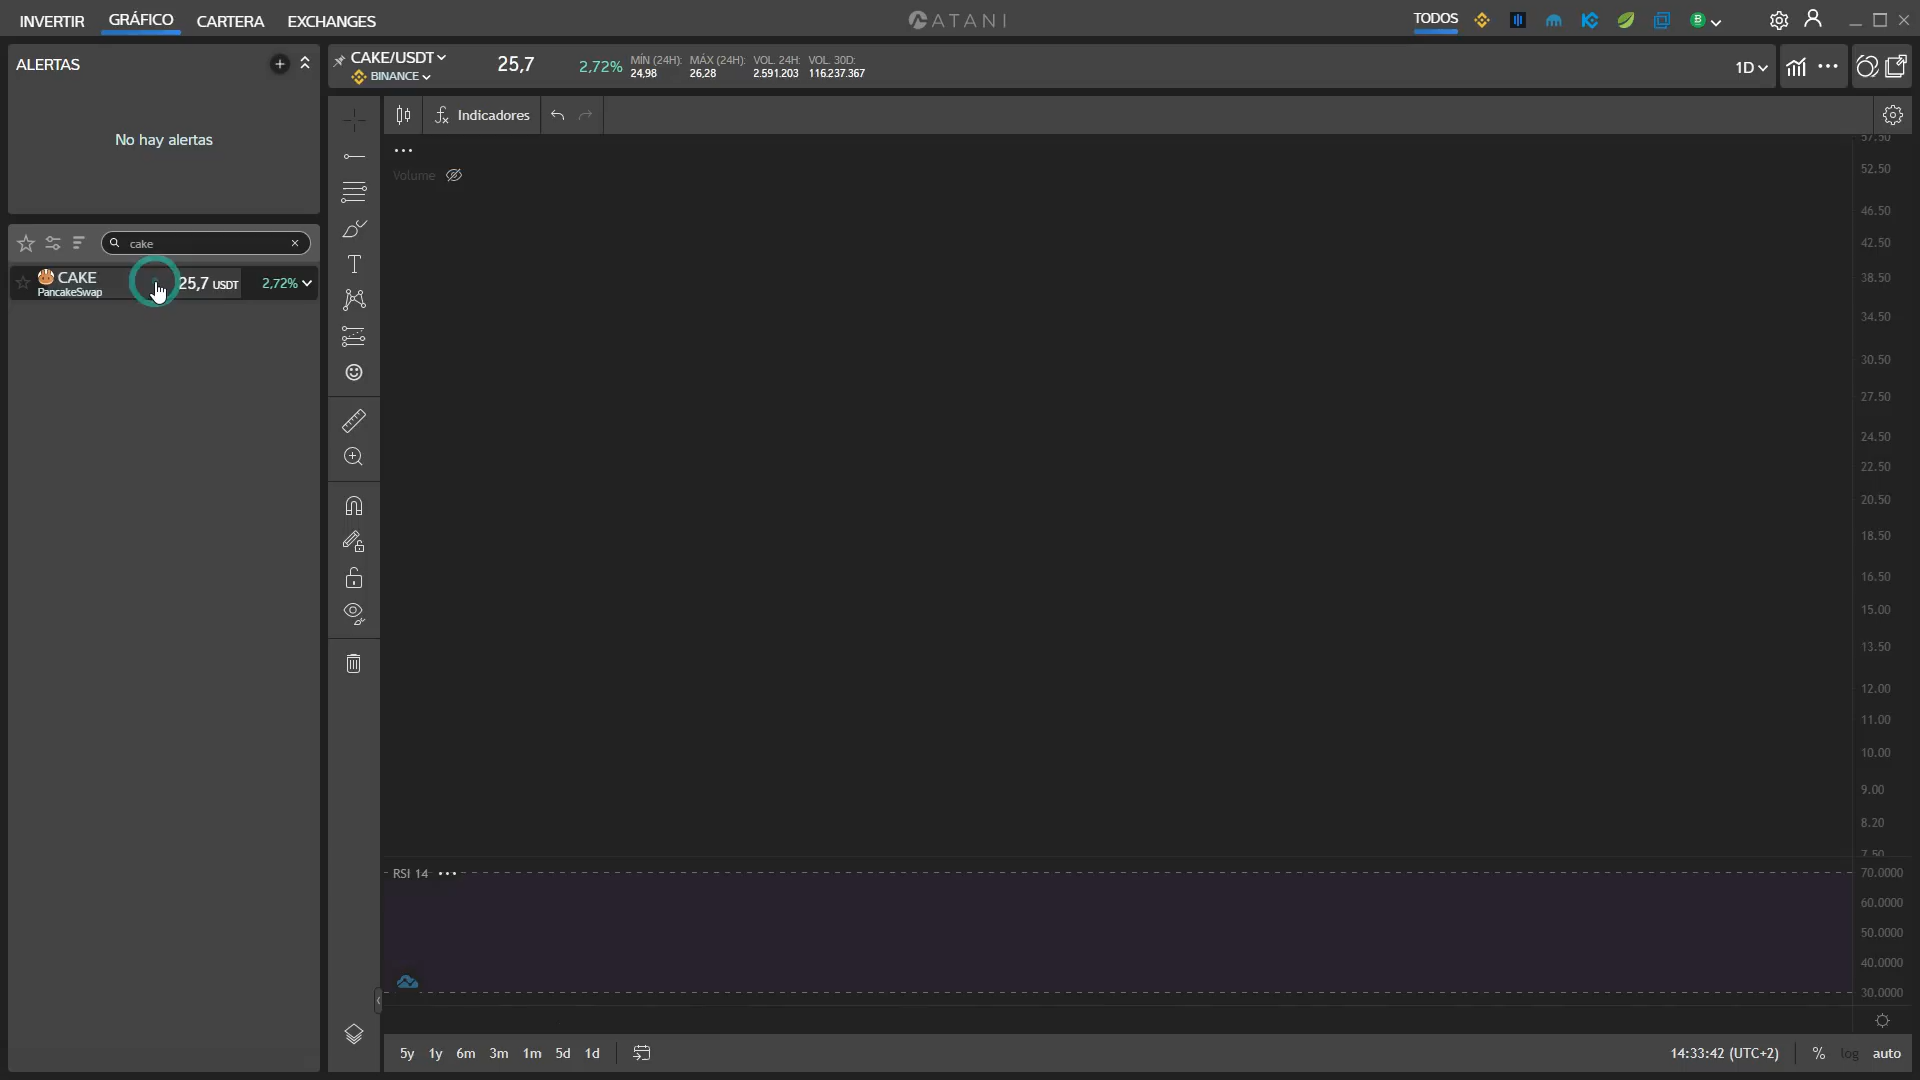 INVERTIR GRÁFICO CARTERA EXCHANGES ATANI TODOS
ALERTAS
No hay alertas
cake
CAKE 25,7 USDT 2,72%
PancakeSwap
CAKE/USDT 25,7 2,72% MÍN (24H): MÁX (24H): VOL. 24H: VOL. 30D:
BINANCE 24,98 26,28 2.591.203 116.237.367
1D
Indicadores
Volume
57.50
52.50
46.50
42.50
38.50
34.50
30.50
27.50
24.50
22.50
20.50
18.50
16.50
15.00
13.50
12.00
11.00
10.00
9.00
8.20
7.50
RSI 14
70.0000
60.0000
50.0000
40.0000
30.0000
5y 1y 6m 3m 1m 5d 1d 14:33:42 (UTC+2) % log auto